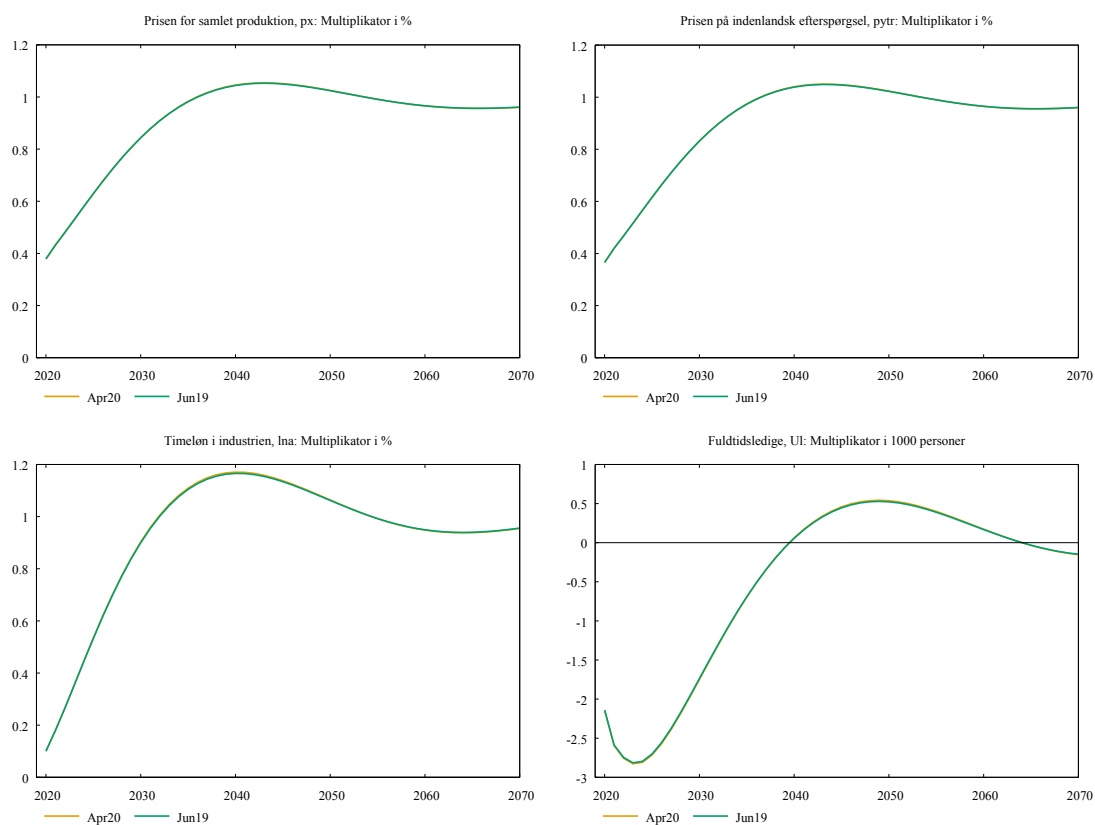 Prisen for samlet produktion, px: Multiplikator i %
1.2
1
0.8
0.6
0.4
0.2
0
2020 2030 2040 2050 2060 2070
Apr20 Jun19
Prisen på indenlandsk efterspørgsel, pytr: Multiplikator i %
1.2
1
0.8
0.6
0.4
0.2
0
2020 2030 2040 2050 2060 2070
Apr20 Jun19
Timeløn i industrien, lna: Multiplikator i %
1.2
1
0.8
0.6
0.4
0.2
0
2020 2030 2040 2050 2060 2070
Apr20 Jun19
Fuldtidsledige, Ul: Multiplikator i 1000 personer
1
0.5
0
-0.5
-1
-1.5
-2
-2.5
-3
2020 2030 2040 2050 2060 2070
Apr20 Jun19